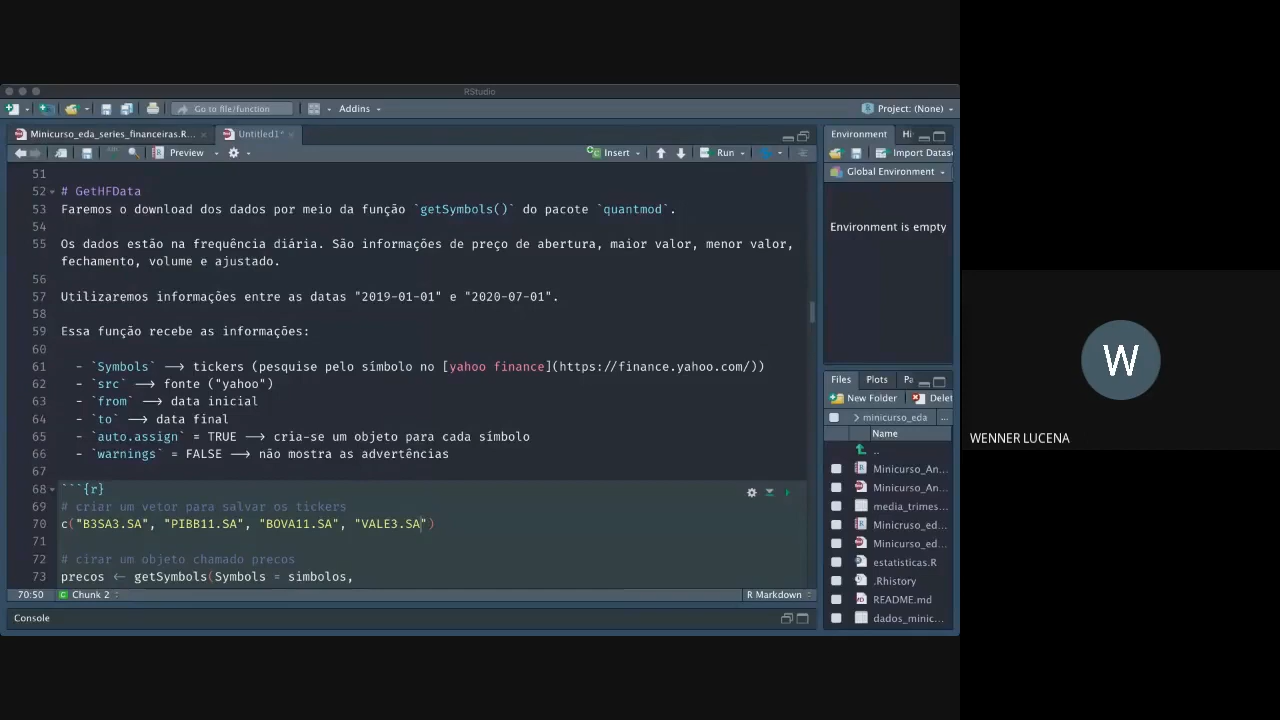 RStudio
Go to file/function
Addins
Project: (None)
Minicurso_eda_series_financeiras.R...
Untitled1*
Preview
Insert
Run
51
52 # GetHFData
53 Faremos o download dos dados por meio da função `getSymbols()` do pacote `quantmod`.
54
55 Os dados estão na frequência diária. São informações de preço de abertura, maior valor, menor valor,
fechamento, volume e ajustado.
56
57 Utilizaremos informações entre as datas "2019-01-01" e "2020-07-01".
58
59 Essa função recebe as informações:
60
61 - `Symbols` --> tickers (pesquise pelo símbolo no [yahoo finance](https://finance.yahoo.com/))
62 - `src` --> fonte ("yahoo")
63 - `from` --> data inicial
64 - `to` --> data final
65 - `auto.assign` = TRUE --> cria-se um objeto para cada símbolo
66 - `warnings` = FALSE --> não mostra as advertências
67
68 ```{r}
69 # criar um vetor para salvar os tickers
70 c("B3SA3.SA", "PIBB11.SA", "BOVA11.SA", "VALE3.SA")
71
72 # cirar um objeto chamado precos
73 precos <- getSymbols(Symbols = simbolos,
70:50
Chunk 2
R Markdown
Console
Environment
Hi
Import Datas
Global Environment
Environment is empty
Files
Plots
Pa
New Folder
Delet
minicurso_eda
...
Name
..
Minicurso_An...
Minicurso_An...
media_trimes...
Minicruso_ed...
Minicurso_ed...
estatisticas.R
.Rhistory
README.md
dados_minic...
W
WENNER LUCENA